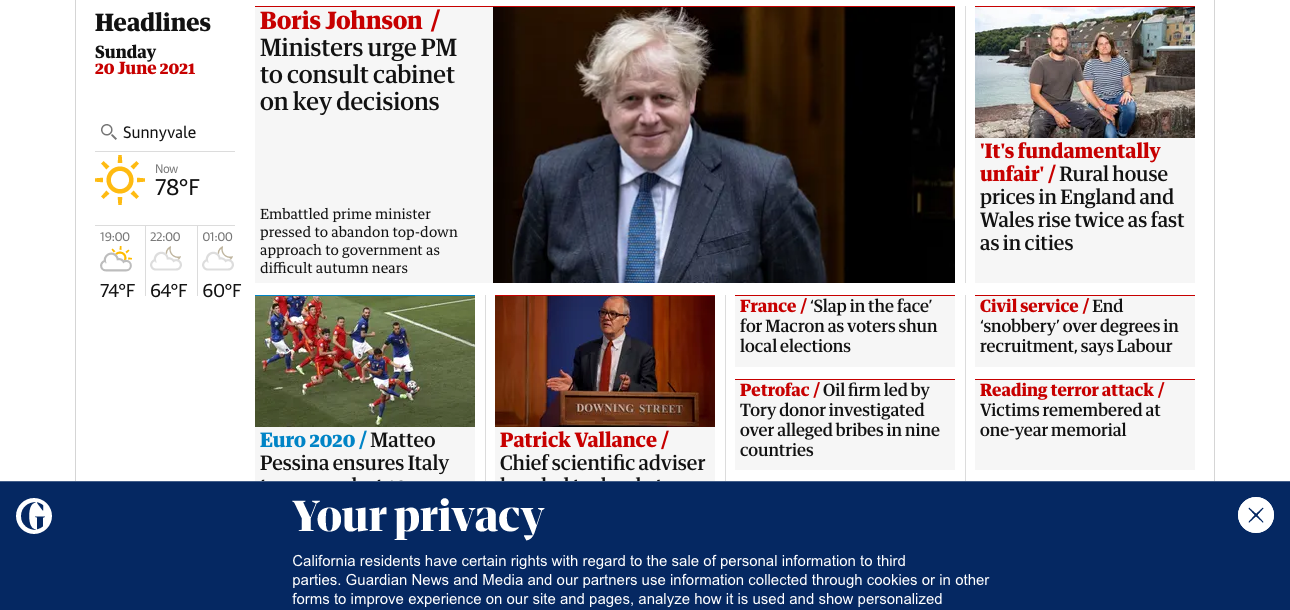 Headlines
Sunday
20 June 2021
Sunnyvale
Now
78°F
19:00
22:00
01:00
74°F
64°F
60°F
Boris Johnson /
Ministers urge PM
to consult cabinet
on key decisions
Embattled prime minister
pressed to abandon top-down
approach to government as
difficult autumn nears
'It's fundamentally
unfair' / Rural house
prices in England and
Wales rise twice as fast
as in cities
Euro 2020 / Matteo
Pessina ensures Italy
DOWNING STREET
Patrick Vallance /
Chief scientific adviser
France / ‘Slap in the face’
for Macron as voters shun
local elections
Petrofac / Oil firm led by
Tory donor investigated
over alleged bribes in nine
countries
Civil service / End
‘snobbery’ over degrees in
recruitment, says Labour
Reading terror attack /
Victims remembered at
one-year memorial
Your privacy
California residents have certain rights with regard to the sale of personal information to third
parties. Guardian News and Media and our partners use information collected through cookies or in other
forms to improve experience on our site and pages, analyze how it is used and show personalized